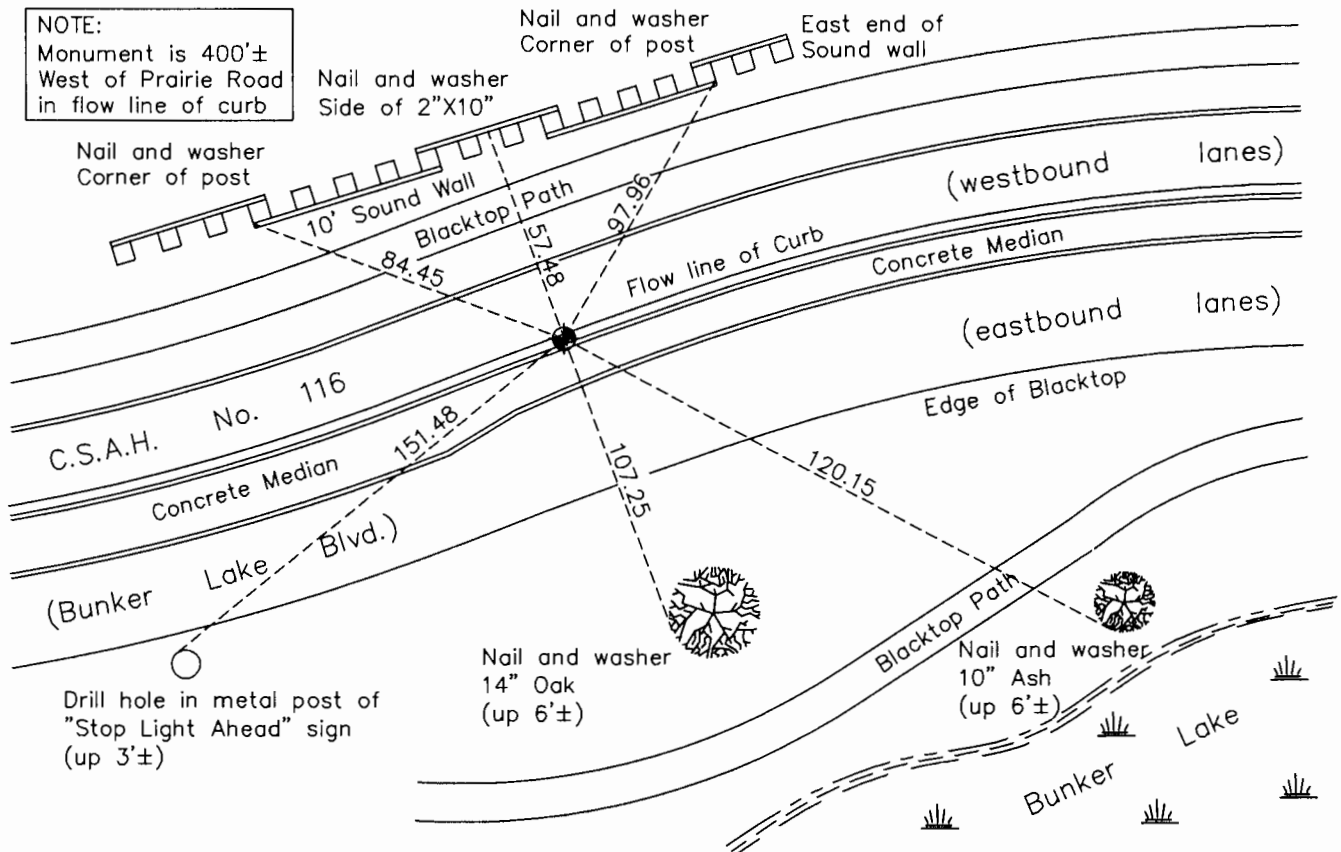 NOTE:
Monument is 400'±
West of Prairie Road
in flow line of curb
Nail and washer
Corner of post
East end of
Sound wall
Nail and washer
Side of 2"X10"
Nail and washer
Corner of post
10' Sound Wall
Blacktop Path
(westbound lanes)
84.45
57.48
97.96
Flow line of Curb
Concrete Median
(eastbound lanes)
C.S.A.H. No. 116
Edge of Blacktop
Concrete Median
151.48
107.25
120.15
(Bunker Lake Blvd.)
Blacktop Path
Drill hole in metal post of
"Stop Light Ahead" sign
(up 3'±)
Nail and washer
14" Oak
(up 6'±)
Nail and washer
10" Ash
(up 6'±)
Bunker Lake